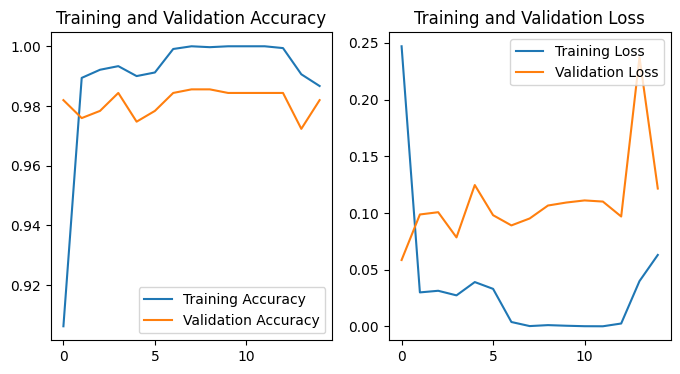 Training and Validation Accuracy
1.00
0.98
0.96
0.94
0.92
0
5
10
Training Accuracy
Validation Accuracy
Training and Validation Loss
0.25
0.20
0.15
0.10
0.05
0.00
0
5
10
Training Loss
Validation Loss